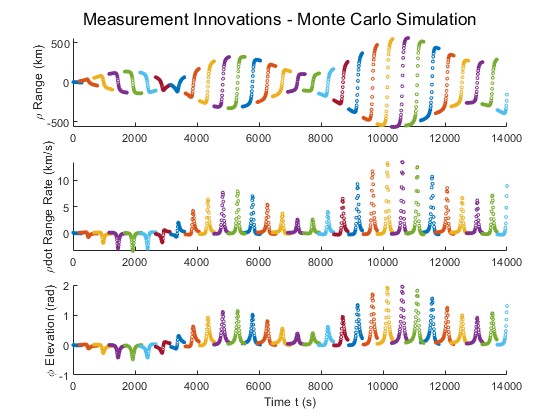 Measurement Innovations - Monte Carlo Simulation
ρ Range (km)
500
0
-500
0 2000 4000 6000 8000 10000 12000 14000
ρdot Range Rate (km/s)
10
5
0
0 2000 4000 6000 8000 10000 12000 14000
ϕ Elevation (rad)
2
1
0
-1
0 2000 4000 6000 8000 10000 12000 14000
Time t (s)